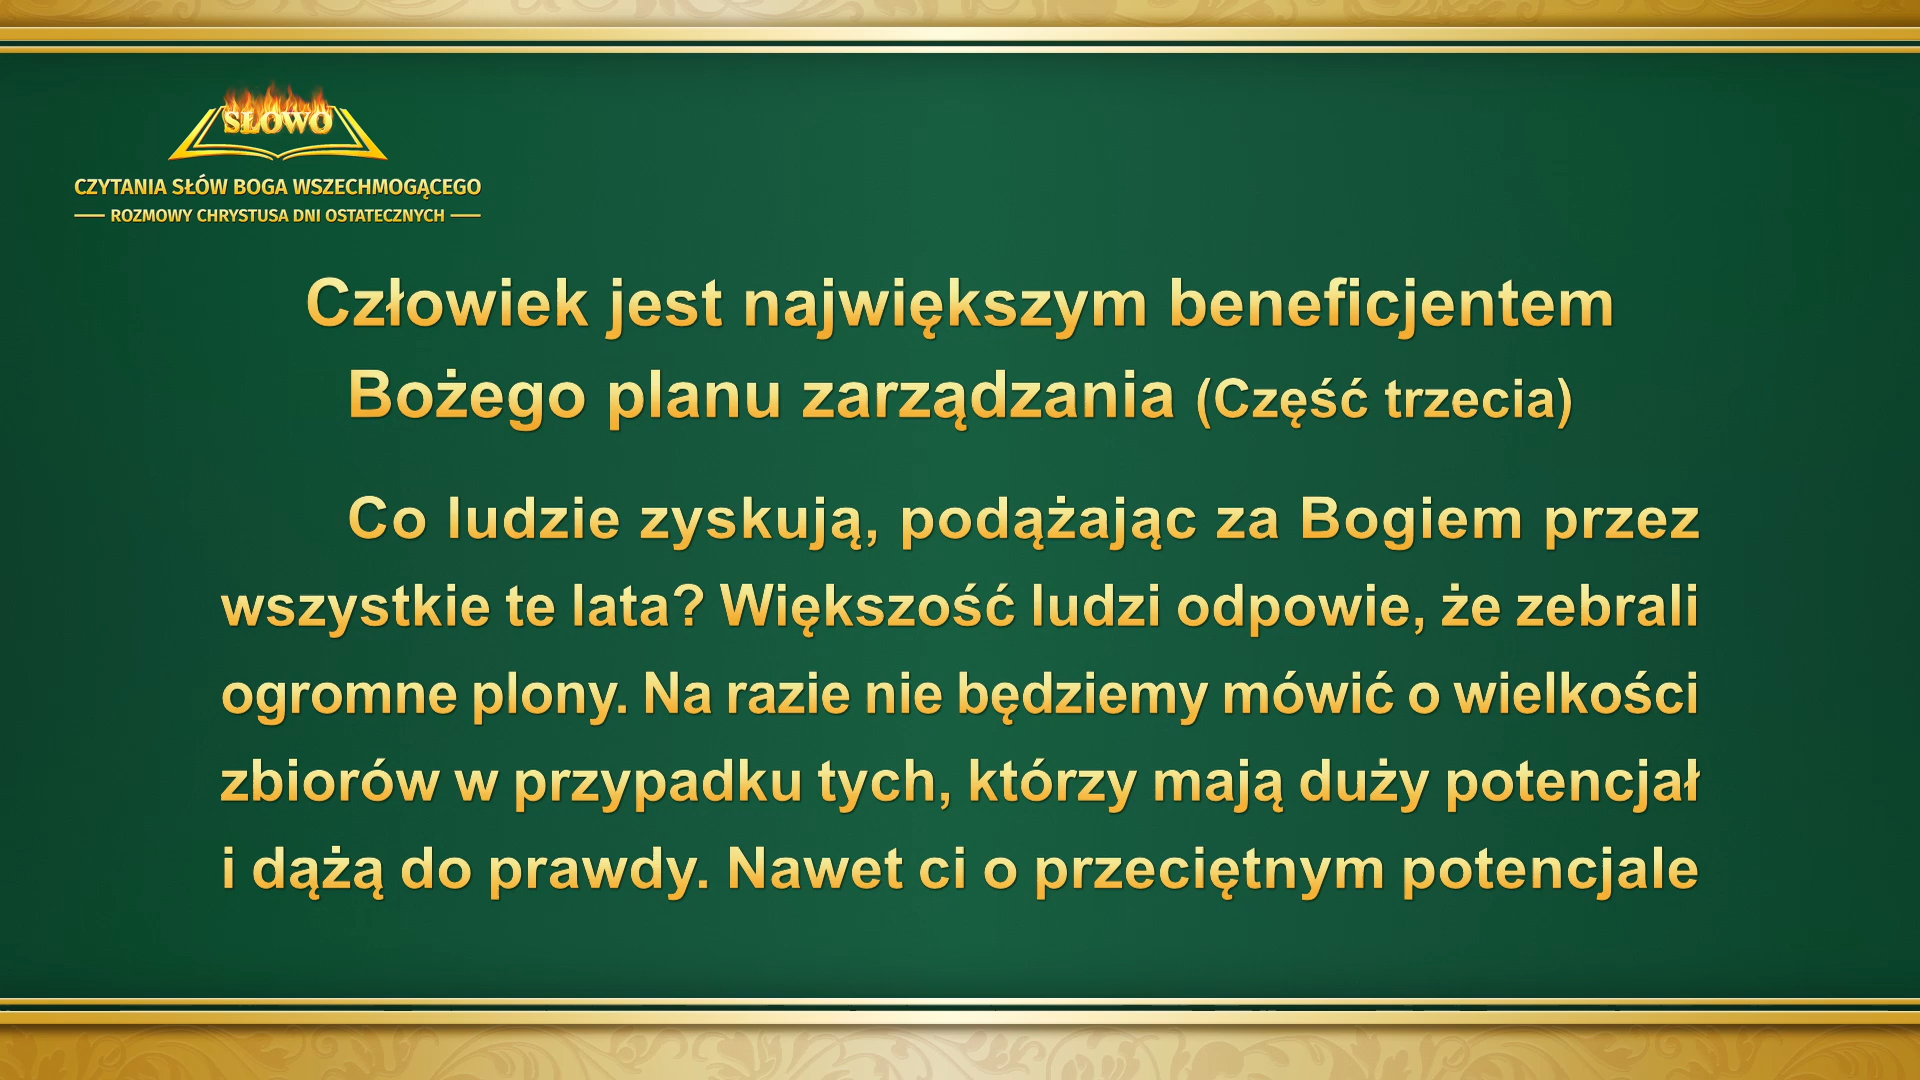 SŁOWO
CZYTANIA SŁÓW BOGA WSZECHMOGĄCEGO
ROZMOWY CHRYSTUSA DNI OSTATECZNYCH
Człowiek jest największym beneficjentem
Bożego planu zarządzania (Część trzecia)
Co ludzie zyskują, podążając za Bogiem przez
wszystkie te lata? Większość ludzi odpowie, że zebrali
ogromne plony. Na razie nie będziemy mówić o wielkości
zbiorów w przypadku tych, którzy mają duży potencjał
i dążą do prawdy. Nawet ci o przeciętnym potencjale